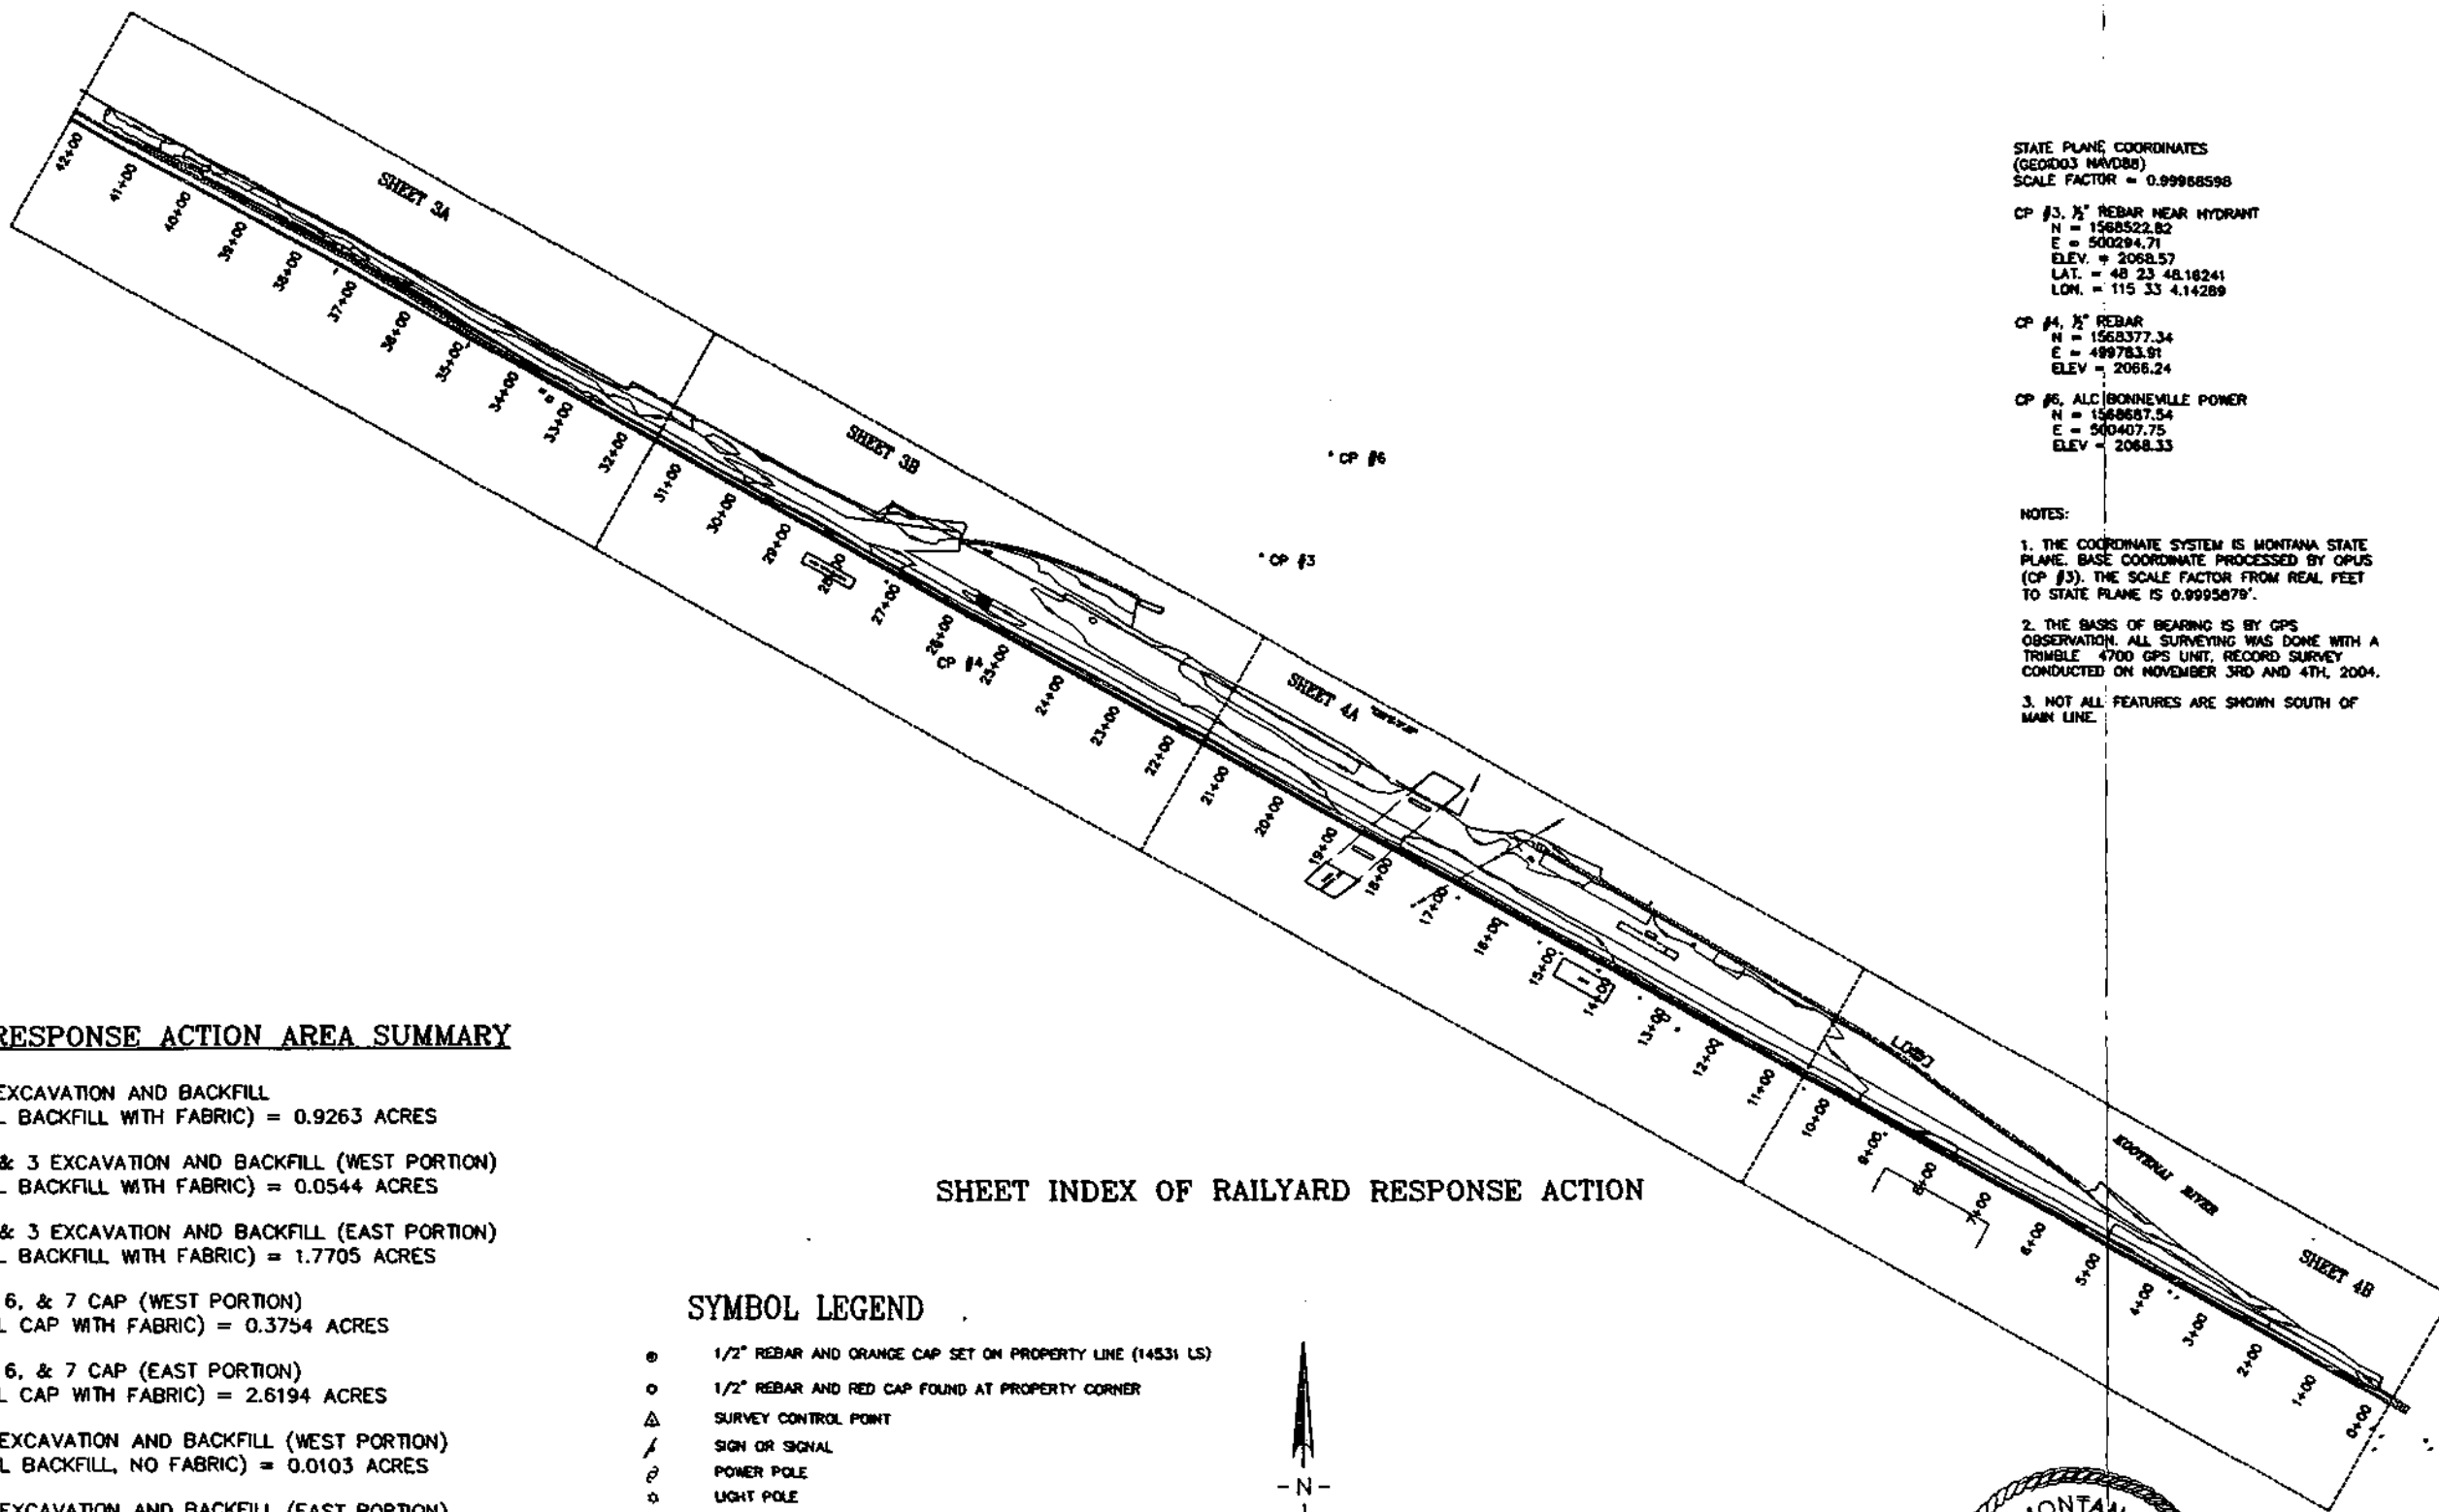 SHEET 3A
42+00
41+00
40+00
39+00
38+00
37+00
36+00
35+00
34+00
33+00
32+00
SHEET 3B
31+00
30+00
29+00
28+00
27+00
26+00
25+00
24+00
23+00
22+00
CP #6
CP #3
CP #4
SHEET 4A
21+00
20+00
19+00
18+00
17+00
16+00
15+00
14+00
13+00
12+00
11+00
KOOTENAI RIVER
SHEET 4B
10+00
9+00
8+00
7+00
6+00
5+00
4+00
3+00
2+00
1+00
0+00
STATE PLANE COORDINATES
(GEOID03 NAVD88)
SCALE FACTOR = 0.99968598
CP #3, ½" REBAR NEAR HYDRANT
N = 1568522.82
E = 500294.71
ELEV. = 2068.57
LAT. = 48 23 48.16241
LON. = 115 33 4.14289
CP #4, ½" REBAR
N = 1568377.34
E = 499783.91
ELEV = 2066.24
CP #6, ALC BONNEVILLE POWER
N = 1568687.54
E = 500407.75
ELEV = 2068.33
NOTES:
1. THE COORDINATE SYSTEM IS MONTANA STATE
PLANE. BASE COORDINATE PROCESSED BY OPUS
(CP #3). THE SCALE FACTOR FROM REAL FEET
TO STATE PLANE IS 0.9995879'.
2. THE BASIS OF BEARING IS BY GPS
OBSERVATION. ALL SURVEYING WAS DONE WITH A
TRIMBLE 4700 GPS UNIT, RECORD SURVEY
CONDUCTED ON NOVEMBER 3RD AND 4TH, 2004.
3. NOT ALL FEATURES ARE SHOWN SOUTH OF
MAIN LINE.
RESPONSE ACTION AREA SUMMARY
EXCAVATION AND BACKFILL
BACKFILL WITH FABRIC) = 0.9263 ACRES
& 3 EXCAVATION AND BACKFILL (WEST PORTION)
BACKFILL WITH FABRIC) = 0.0544 ACRES
& 3 EXCAVATION AND BACKFILL (EAST PORTION)
BACKFILL WITH FABRIC) = 1.7705 ACRES
6, & 7 CAP (WEST PORTION)
L CAP WITH FABRIC) = 0.3754 ACRES
6, & 7 CAP (EAST PORTION)
L CAP WITH FABRIC) = 2.6194 ACRES
EXCAVATION AND BACKFILL (WEST PORTION)
L BACKFILL, NO FABRIC) = 0.0103 ACRES
EXCAVATION AND BACKFILL (EAST PORTION)
SHEET INDEX OF RAILYARD RESPONSE ACTION
SYMBOL LEGEND
1/2" REBAR AND ORANGE CAP SET ON PROPERTY LINE (14531 LS)
1/2" REBAR AND RED CAP FOUND AT PROPERTY CORNER
SURVEY CONTROL POINT
SIGN OR SIGNAL
POWER POLE
LIGHT POLE
-N-
MONTANA